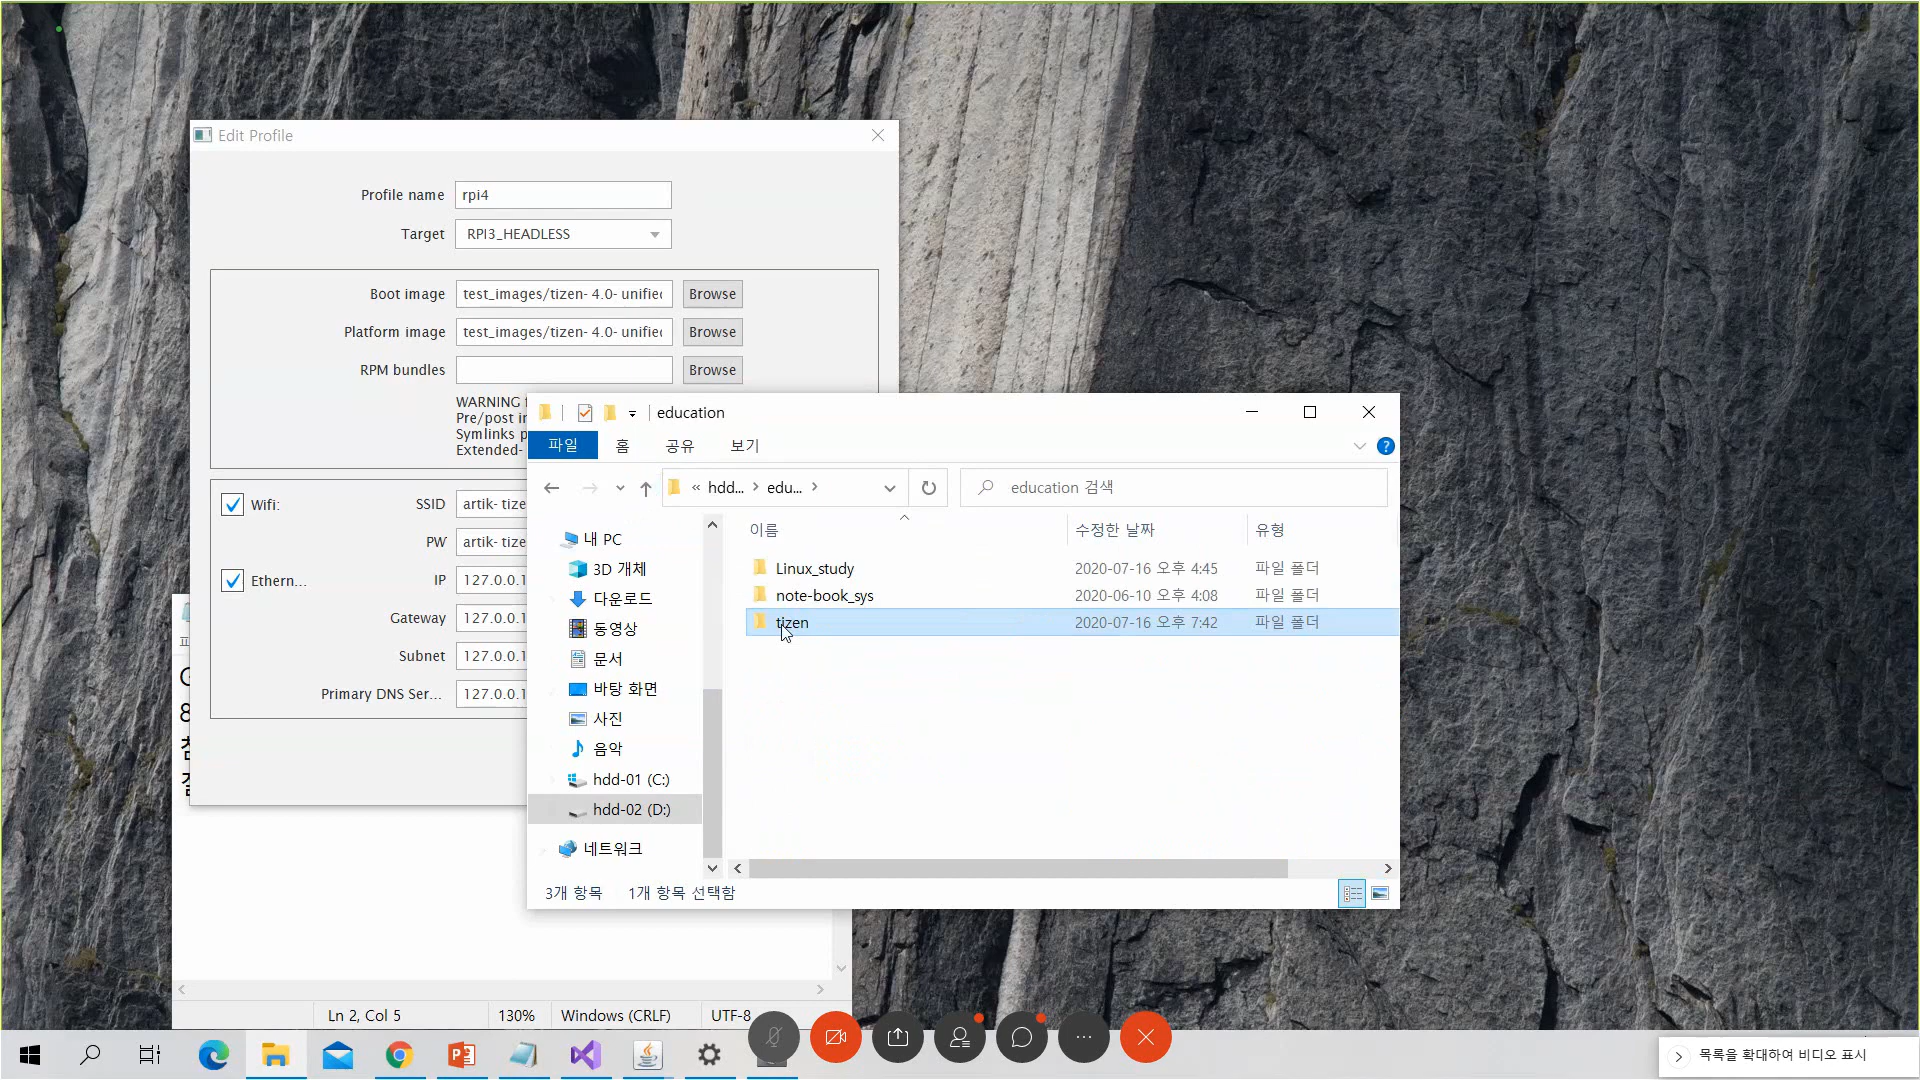 Edit Profile
Profile name rpi4
Target RPI3_HEADLESS
Boot image test_images/tizen- 4.0- unified Browse
Platform image test_images/tizen- 4.0- unified Browse
RPM bundles Browse
WARNING
Pre/post in
Symlinks p
Extended-
Wifi: SSID artik- tize
PW artik- tize
Ethern... IP 127.0.0.1
Gateway 127.0.0.1
Subnet 127.0.0.1
Primary DNS Ser... 127.0.0.1
education
파일 홈 공유 보기
« hdd... › edu... ›
education 검색
이름 수정한 날짜 유형
Linux_study 2020-07-16 오후 4:45 파일 폴더
note-book_sys 2020-06-10 오후 4:08 파일 폴더
tizen 2020-07-16 오후 7:42 파일 폴더
내 PC
3D 개체
다운로드
동영상
문서
바탕 화면
사진
음악
hdd-01 (C:)
hdd-02 (D:)
네트워크
3개 항목 1개 항목 선택함
Ln 2, Col 5 130% Windows (CRLF) UTF-8
목록을 확대하여 비디오 표시